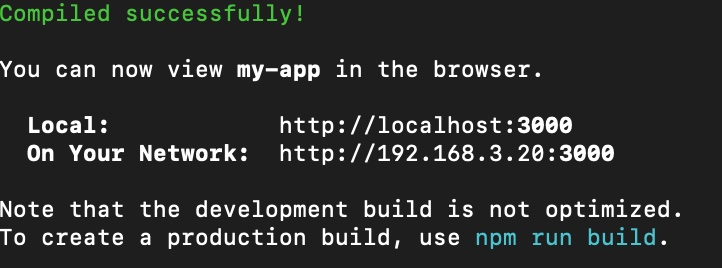 Compiled successfully!
You can now view my-app in the browser.
Local: http://localhost:3000
On Your Network: http://192.168.3.20:3000
Note that the development build is not optimized.
To create a production build, use npm run build.